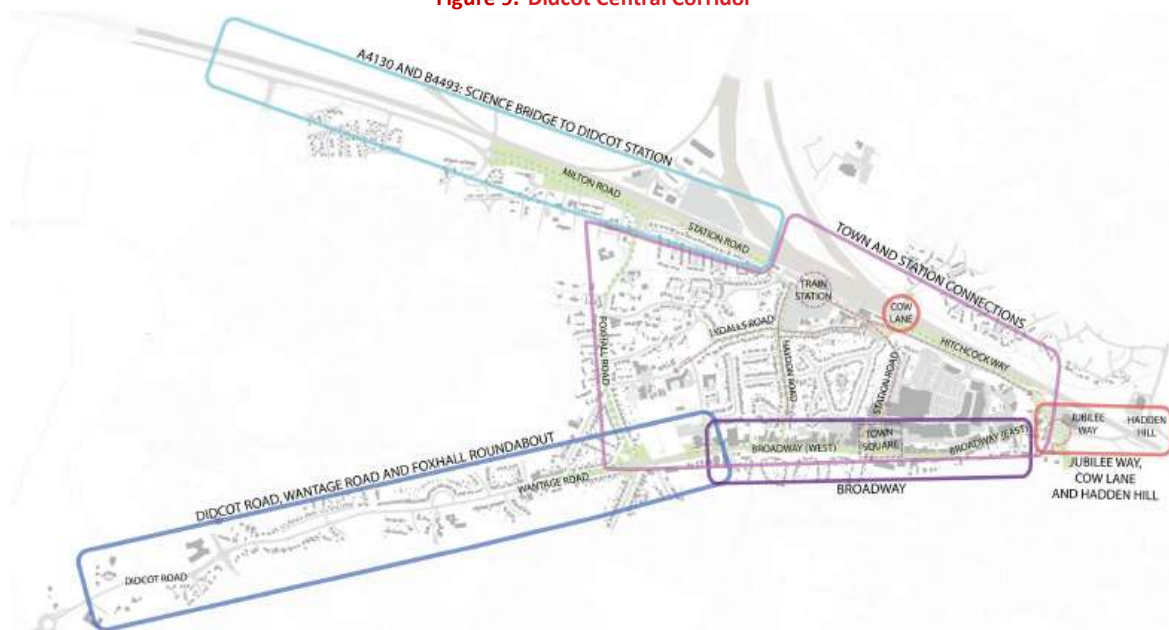 Figure 9: Didcot Central Corridor
A4130 AND B4493: SCIENCE BRIDGE TO DIDCOT STATION
MILTON ROAD
STATION ROAD
TOWN AND STATION CONNECTIONS
TRAIN
STATION
COW
LANE
HITCHCOCK WAY
LYDALLS ROAD
FOXHALL ROAD
HAYDON ROAD
STATION ROAD
JUBILEE
WAY
HADDEN
HILL
TOWN
SQUARE
BROADWAY (WEST)
BROADWAY (EAST)
JUBILEE WAY,
COW LANE
AND HADDEN HILL
BROADWAY
DIDCOT ROAD, WANTAGE ROAD AND FOXHALL ROUNDABOUT
WANTAGE ROAD
DIDCOT ROAD